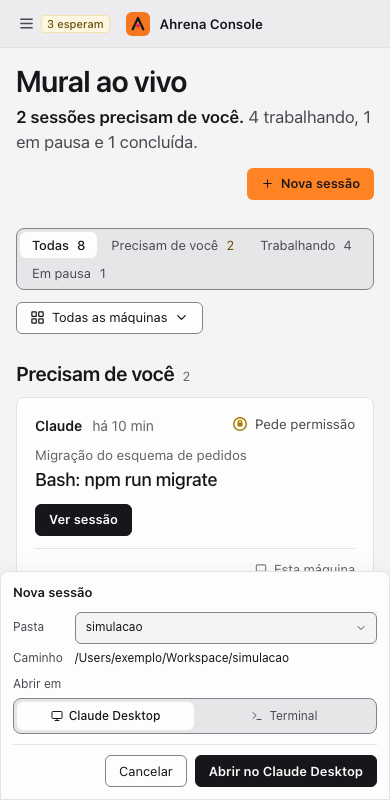 3 esperam
Ahrena Console
Mural ao vivo
2 sessões precisam de você. 4 trabalhando, 1
em pausa e 1 concluída.
+ Nova sessão
Todas 8 Precisam de você 2 Trabalhando 4
Em pausa 1
Todas as máquinas
Precisam de você 2
Claude há 10 min Pede permissão
Migração do esquema de pedidos
Bash: npm run migrate
Ver sessão
Esta máquina
Nova sessão
Pasta simulacao
Caminho /Users/exemplo/Workspace/simulacao
Abrir em
Claude Desktop Terminal
Cancelar Abrir no Claude Desktop